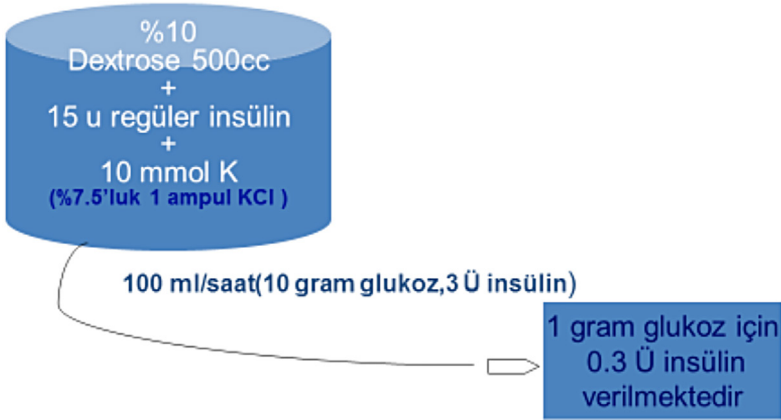 %10
Dextrose 500cc
+
15 u regüler insülin
+
10 mmol K
(%7.5'luk 1 ampul KCl )
100 ml/saat(10 gram glukoz,3 Ü insülin)
1 gram glukoz için
0.3 Ü insülin
verilmektedir